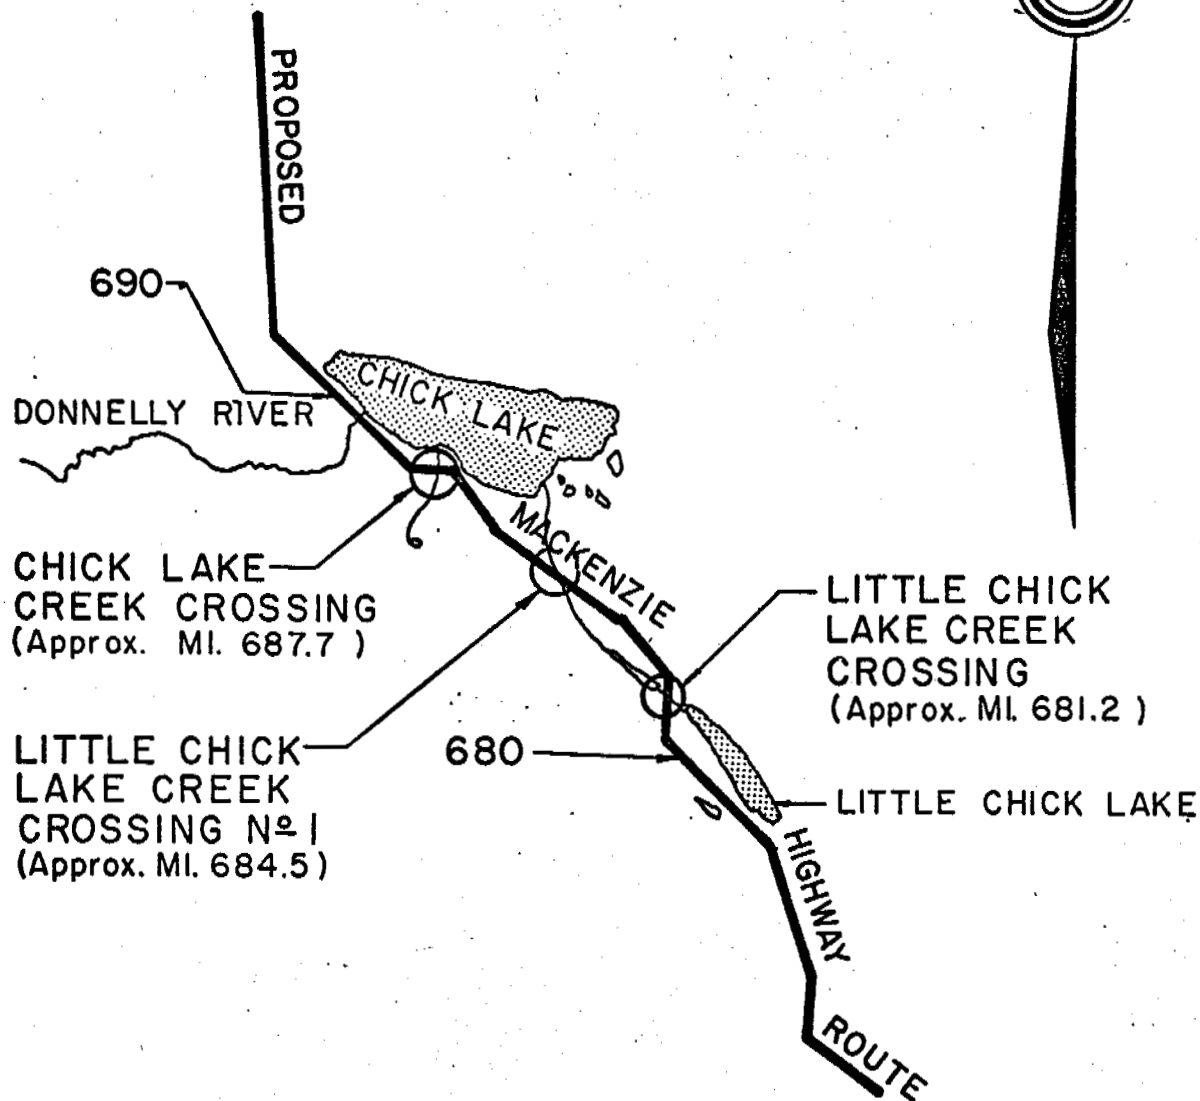 PROPOSED
690
CHICK LAKE
DONNELLY RIVER
MACKENZIE
CHICK LAKE
CREEK CROSSING
(Approx. MI. 687.7 )
LITTLE CHICK
LAKE CREEK
CROSSING
(Approx. MI. 681.2 )
LITTLE CHICK
LAKE CREEK
CROSSING Nº 1
(Approx. MI. 684.5 )
680
LITTLE CHICK LAKE
HIGHWAY
ROUTE